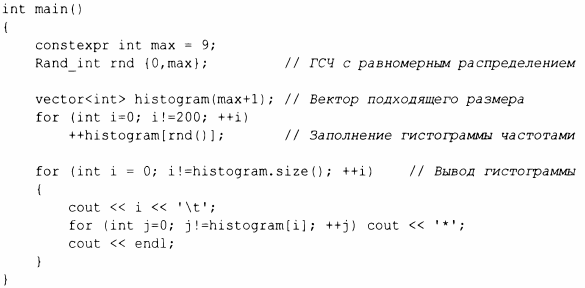 int main()
{
    constexpr int max = 9;
    Rand_int rnd {0,max};          // ГСЧ с равномерным распределением
    vector<int> histogram(max+1); // Вектор подходящего размера
    for (int i=0; i!=200; ++i)
        ++histogram[rnd()];        // Заполнение гистограммы частотами
    for (int i = 0; i!=histogram.size(); ++i)    // Вывод гистограммы
    {
        cout << i << '\t';
        for (int j=0; j!=histogram[i]; ++j) cout << '*';
        cout << endl;
    }
}